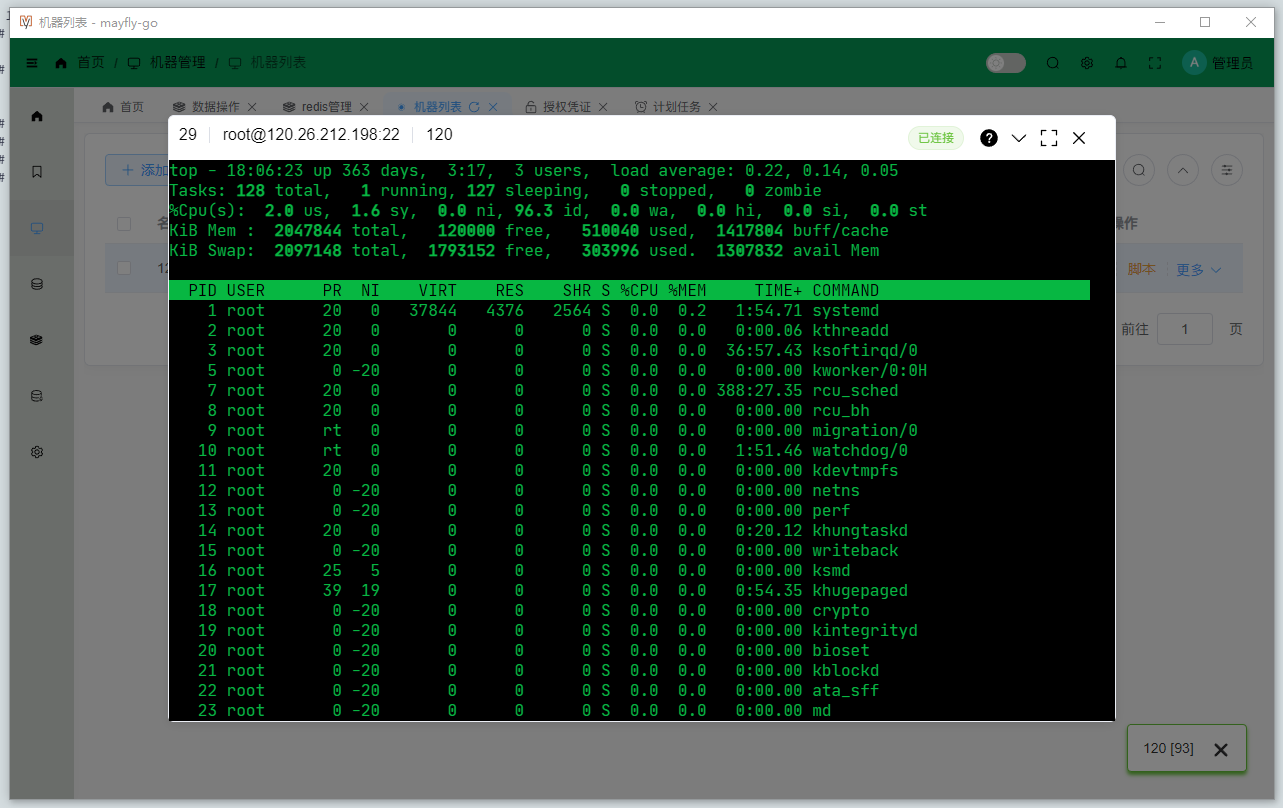 机器列表 - mayfly-go
首页 / 机器管理 / 机器列表
A 管理员
首页 数据操作 redis管理 机器列表 授权凭证 计划任务
29 root@120.26.212.198:22 120 已连接
添加
操作
脚本 更多
前往 1 页
top - 18:06:23 up 363 days,  3:17,  3 users,  load average: 0.22, 0.14, 0.05
Tasks: 128 total,   1 running, 127 sleeping,   0 stopped,   0 zombie
%Cpu(s):  2.0 us,  1.6 sy,  0.0 ni, 96.3 id,  0.0 wa,  0.0 hi,  0.0 si,  0.0 st
KiB Mem :  2047844 total,   120000 free,   510040 used,  1417804 buff/cache
KiB Swap:  2097148 total,  1793152 free,   303996 used.  1307832 avail Mem
PID USER PR NI VIRT RES SHR S %CPU %MEM TIME+ COMMAND
1 root 20 0 37844 4376 2564 S 0.0 0.2 1:54.71 systemd
2 root 20 0 0 0 0 S 0.0 0.0 0:00.06 kthreadd
3 root 20 0 0 0 0 S 0.0 0.0 36:57.43 ksoftirqd/0
5 root 0 -20 0 0 0 S 0.0 0.0 0:00.00 kworker/0:0H
7 root 20 0 0 0 0 S 0.0 0.0 388:27.35 rcu_sched
8 root 20 0 0 0 0 S 0.0 0.0 0:00.00 rcu_bh
9 root rt 0 0 0 0 S 0.0 0.0 0:00.00 migration/0
10 root rt 0 0 0 0 S 0.0 0.0 1:51.46 watchdog/0
11 root 20 0 0 0 0 S 0.0 0.0 0:00.00 kdevtmpfs
12 root 0 -20 0 0 0 S 0.0 0.0 0:00.00 netns
13 root 0 -20 0 0 0 S 0.0 0.0 0:00.00 perf
14 root 20 0 0 0 0 S 0.0 0.0 0:20.12 khungtaskd
15 root 0 -20 0 0 0 S 0.0 0.0 0:00.00 writeback
16 root 25 5 0 0 0 S 0.0 0.0 0:00.00 ksmd
17 root 39 19 0 0 0 S 0.0 0.0 0:54.35 khugepaged
18 root 0 -20 0 0 0 S 0.0 0.0 0:00.00 crypto
19 root 0 -20 0 0 0 S 0.0 0.0 0:00.00 kintegrityd
20 root 0 -20 0 0 0 S 0.0 0.0 0:00.00 bioset
21 root 0 -20 0 0 0 S 0.0 0.0 0:00.00 kblockd
22 root 0 -20 0 0 0 S 0.0 0.0 0:00.00 ata_sff
23 root 0 -20 0 0 0 S 0.0 0.0 0:00.00 md
120 [93]